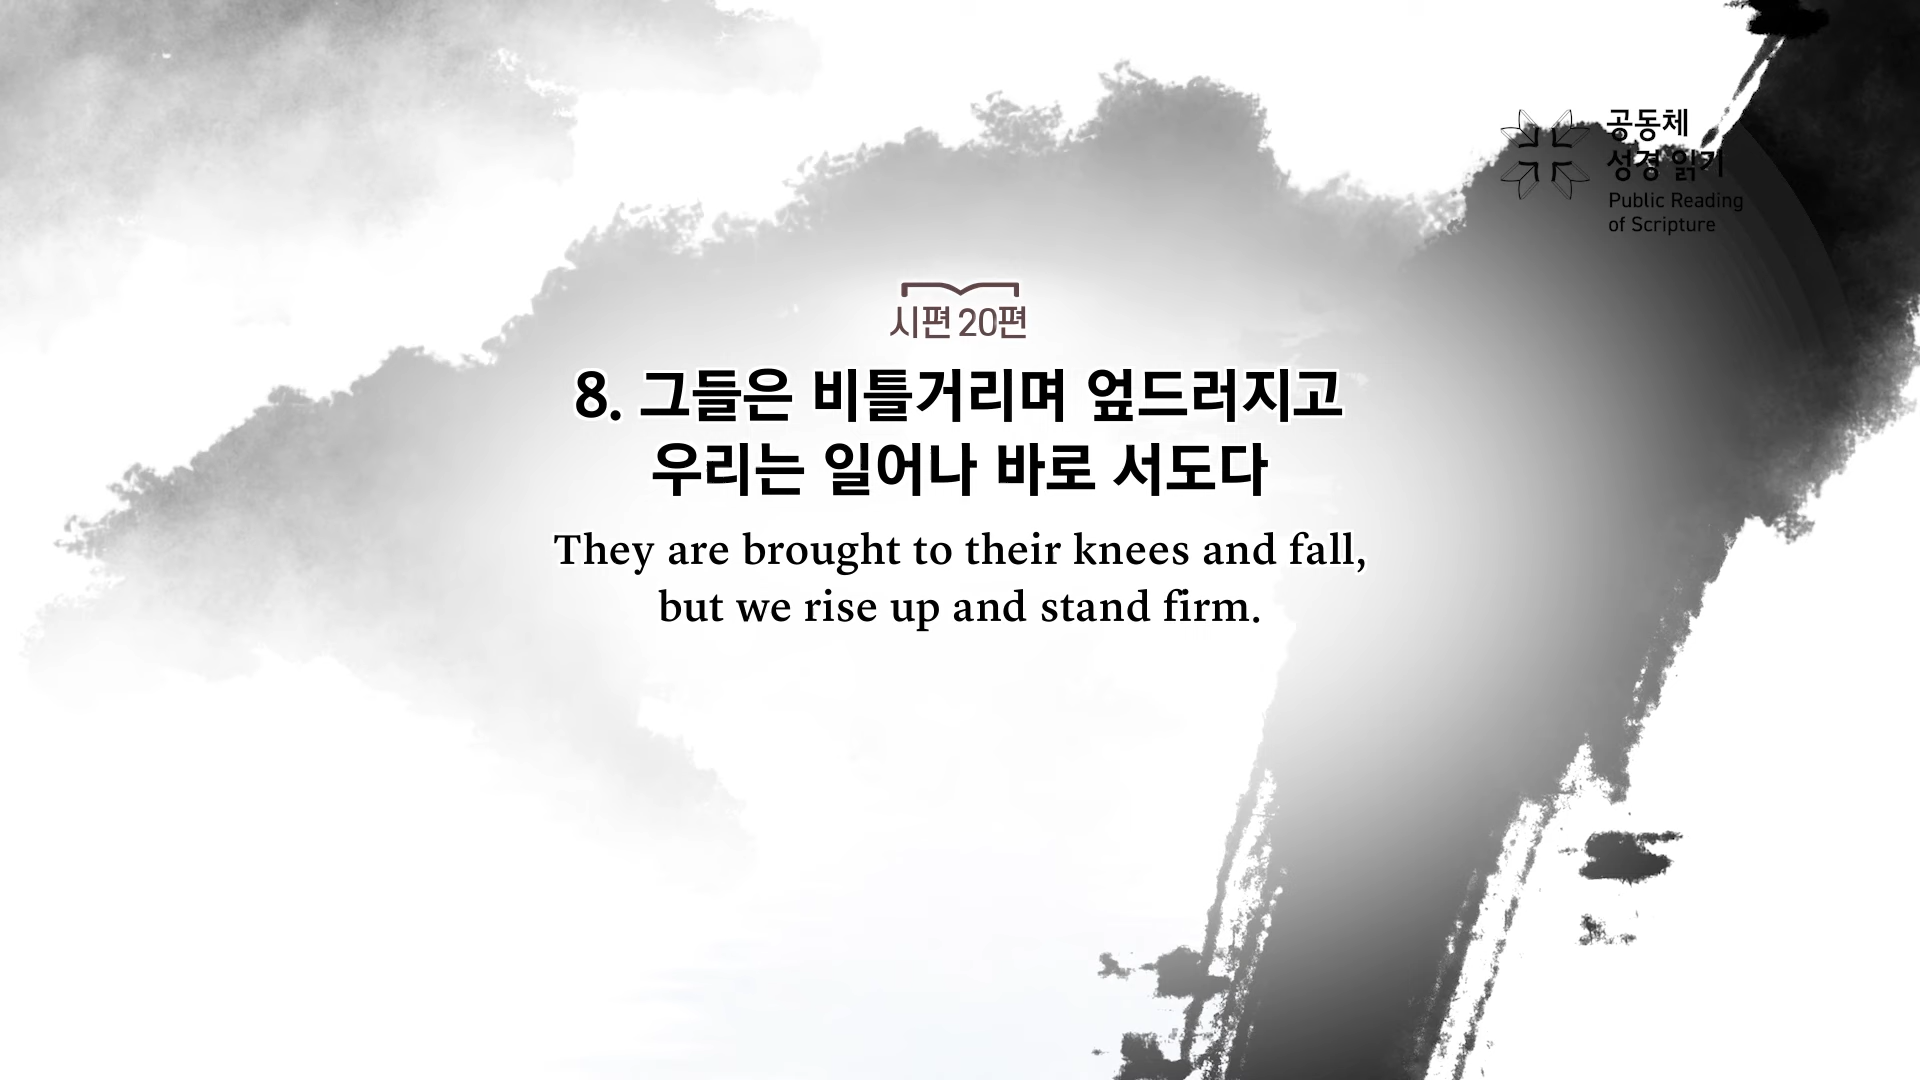 공동체
성경 읽기
Public Reading
of Scripture
시편 20편
8. 그들은 비틀거리며 엎드러지고
우리는 일어나 바로 서도다
They are brought to their knees and fall,
but we rise up and stand firm.